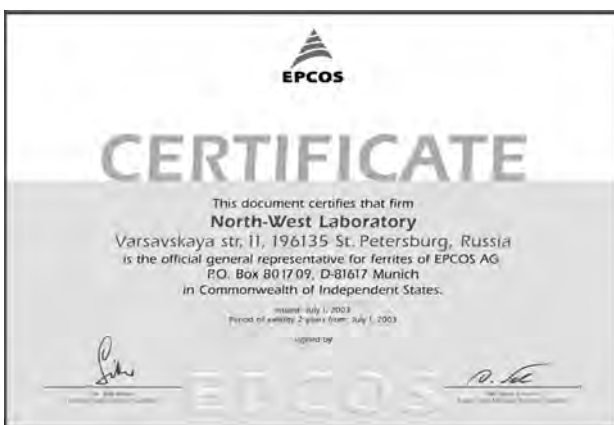 EPCOS
CERTIFICATE
This document certifies that firm
North-West Laboratory
Varsavskaya str, 11, 196135 St. Petersburg, Russia
is the official general representative for ferrites of EPCOS AG
P.O. Box 801709, D-81617 Munich
in Commonwealth of Independent States.
issued: July 1, 2003
Period of validity 2 years from: July 1, 2003
signed by
EPCOS